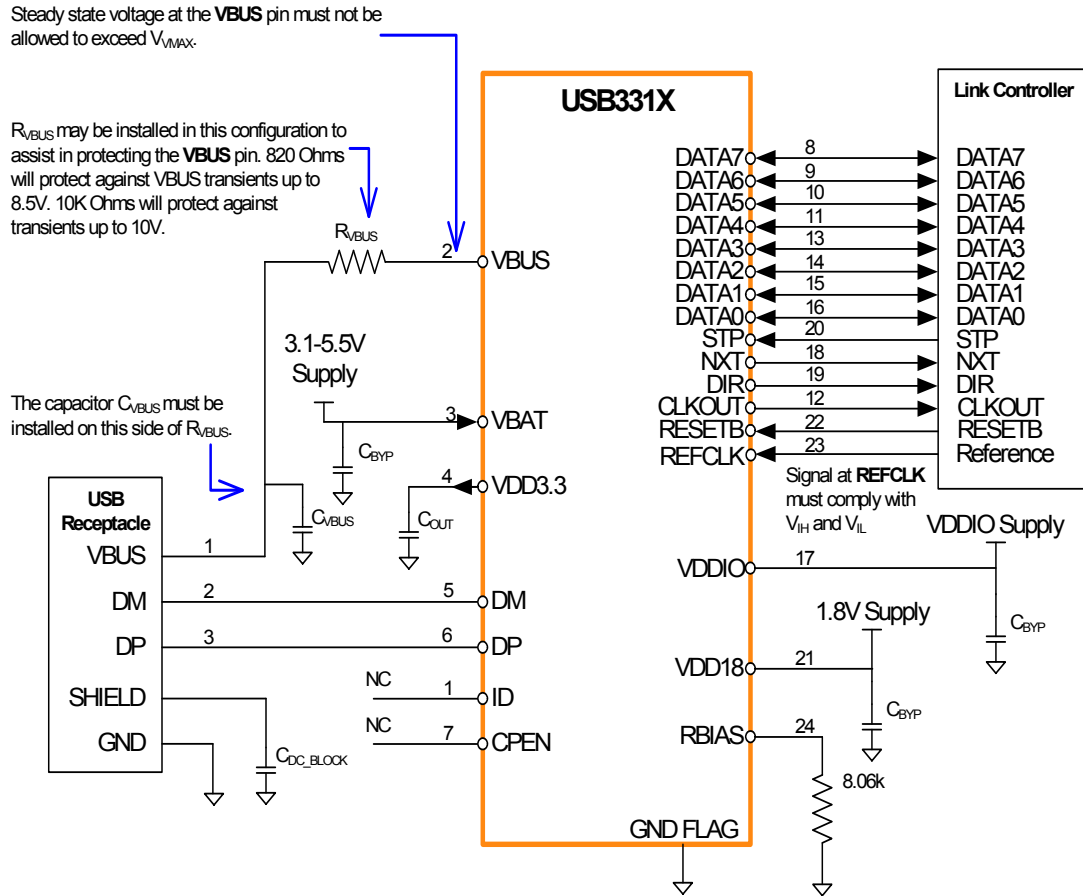 Steady state voltage at the VBUS pin must not be
allowed to exceed VVMAX.
RVBUS may be installed in this configuration to
assist in protecting the VBUS pin. 820 Ohms
will protect against VBUS transients up to
8.5V. 10K Ohms will protect against
transients up to 10V.
The capacitor CVBUS must be
installed on this side of RVBUS.
USB331X
Link Controller
RVBUS
2
VBUS
3.1-5.5V
Supply
3
VBAT
CBYP
4
VDD3.3
COUT
CVBUS
USB
Receptacle
VBUS
1
DM
2
5
DM
DP
3
6
DP
SHIELD
NC
1
ID
GND
NC
7
CPEN
CDC_BLOCK
DATA7
8
DATA7
DATA6
9
DATA6
DATA5
10
DATA5
DATA4
11
DATA4
DATA3
13
DATA3
DATA2
14
DATA2
DATA1
15
DATA1
DATA0
16
DATA0
STP
20
STP
NXT
18
NXT
DIR
19
DIR
CLKOUT
12
CLKOUT
RESETB
22
RESETB
REFCLK
23
Reference
Signal at REFCLK
must comply with
VIH and VIL
VDDIO Supply
VDDIO
17
CBYP
1.8V Supply
VDD18
21
CBYP
RBIAS
24
8.06k
GND FLAG